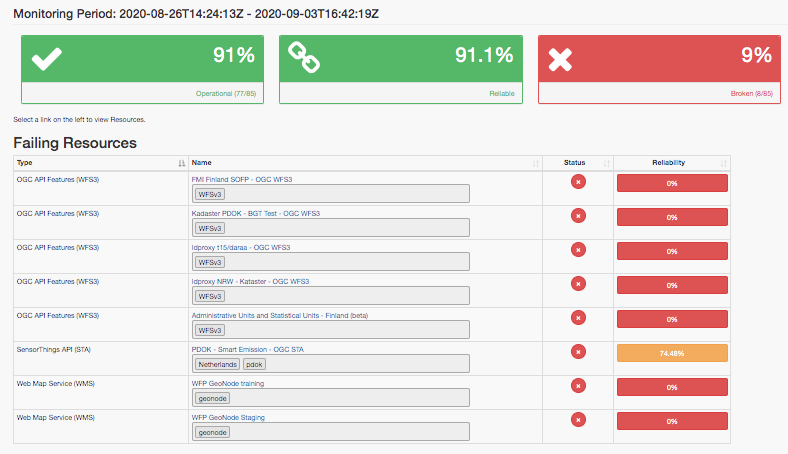 Monitoring Period: 2020-08-26T14:24:13Z - 2020-09-03T16:42:19Z
91% 91.1% 9%
Operational (77/85) Reliable Broken (8/85)
Select a link on the left to view Resources.
Failing Resources
Type Name Status Reliability
OGC API Features (WFS3) FMI Finland SOFP - OGC WFS3 0%
WFSv3
OGC API Features (WFS3) Kadaster PDOK - BGT Test - OGC WFS3 0%
WFSv3
OGC API Features (WFS3) ldproxy t15/daraa - OGC WFS3 0%
WFSv3
OGC API Features (WFS3) ldproxy NRW - Kataster - OGC WFS3 0%
WFSv3
OGC API Features (WFS3) Administrative Units and Statistical Units - Finland (beta) 0%
WFSv3
SensorThings API (STA) PDOK - Smart Emission - OGC STA 74.48%
Netherlands pdok
Web Map Service (WMS) WFP GeoNode training 0%
geonode
Web Map Service (WMS) WFP GeoNode Staging 0%
geonode